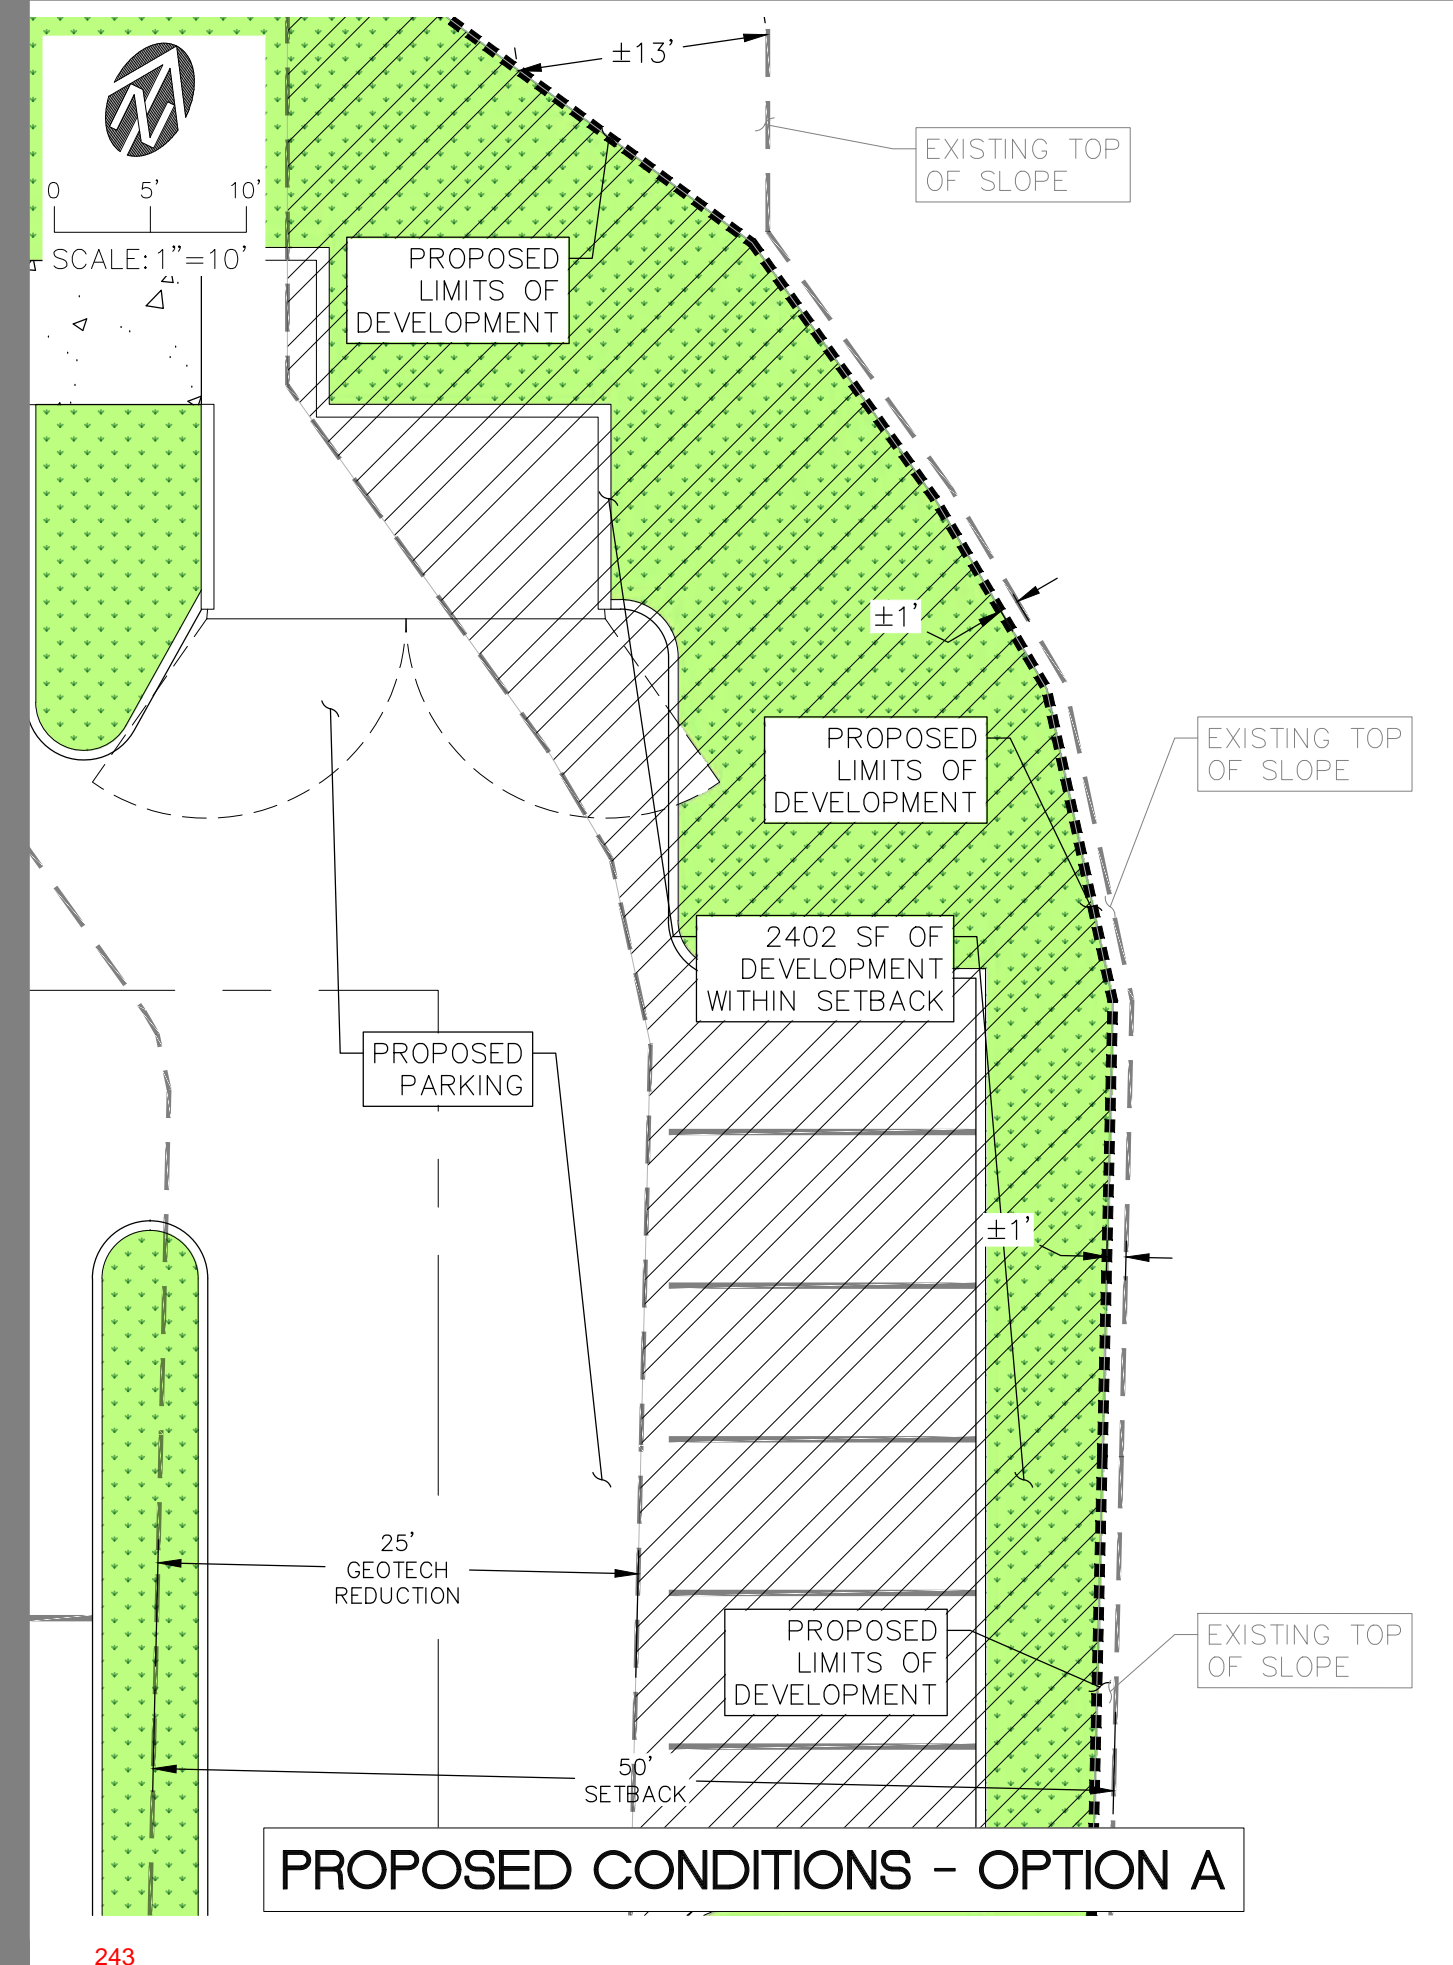 ±13'
EXISTING TOP
OF SLOPE
0 5' 10'
SCALE: 1"=10'
PROPOSED
LIMITS OF
DEVELOPMENT
±1'
PROPOSED
LIMITS OF
DEVELOPMENT
EXISTING TOP
OF SLOPE
2402 SF OF
DEVELOPMENT
WITHIN SETBACK
PROPOSED
PARKING
±1'
25'
GEOTECH
REDUCTION
PROPOSED
LIMITS OF
DEVELOPMENT
EXISTING TOP
OF SLOPE
50'
SETBACK
PROPOSED CONDITIONS - OPTION A
243